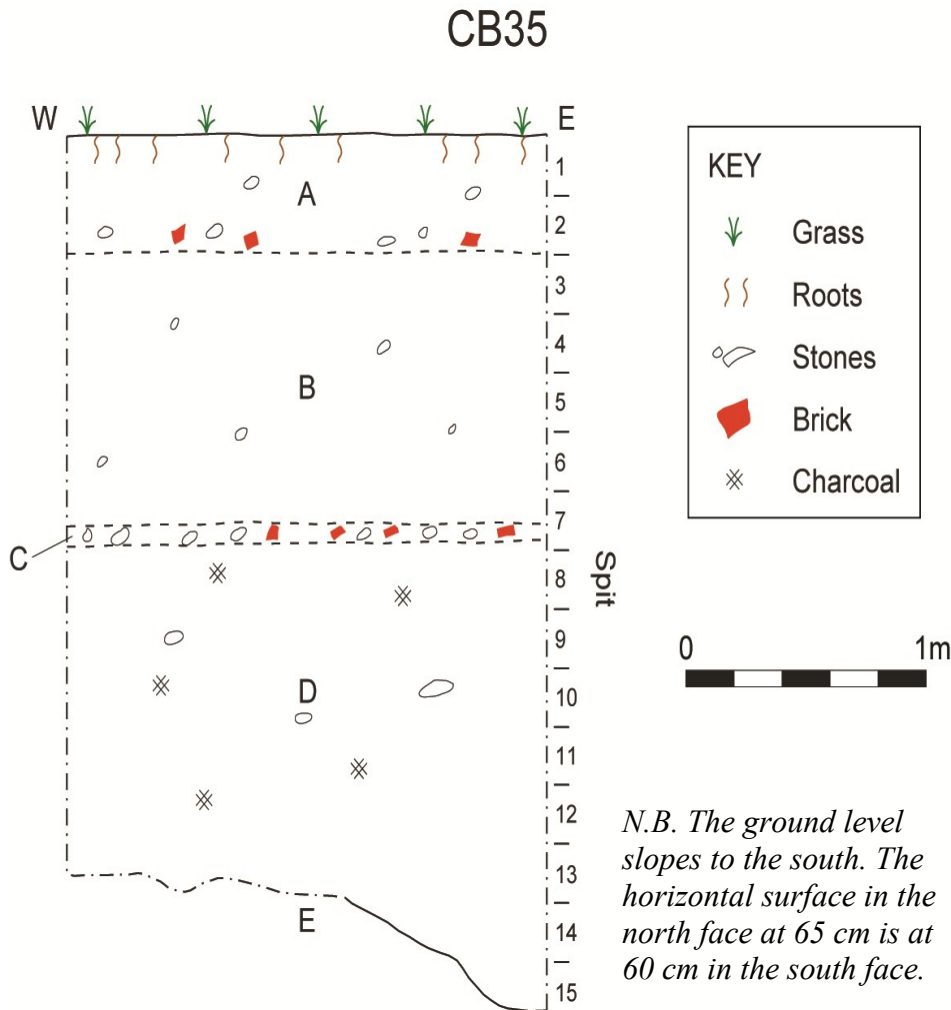 CB35
W
E
A
B
C
D
E
1
2
3
4
5
6
7
8
9
10
11
12
13
14
15
Spit
KEY
Grass
Roots
Stones
Brick
Charcoal
0 1m
N.B. The ground level
slopes to the south. The
horizontal surface in the
north face at 65 cm is at
60 cm in the south face.